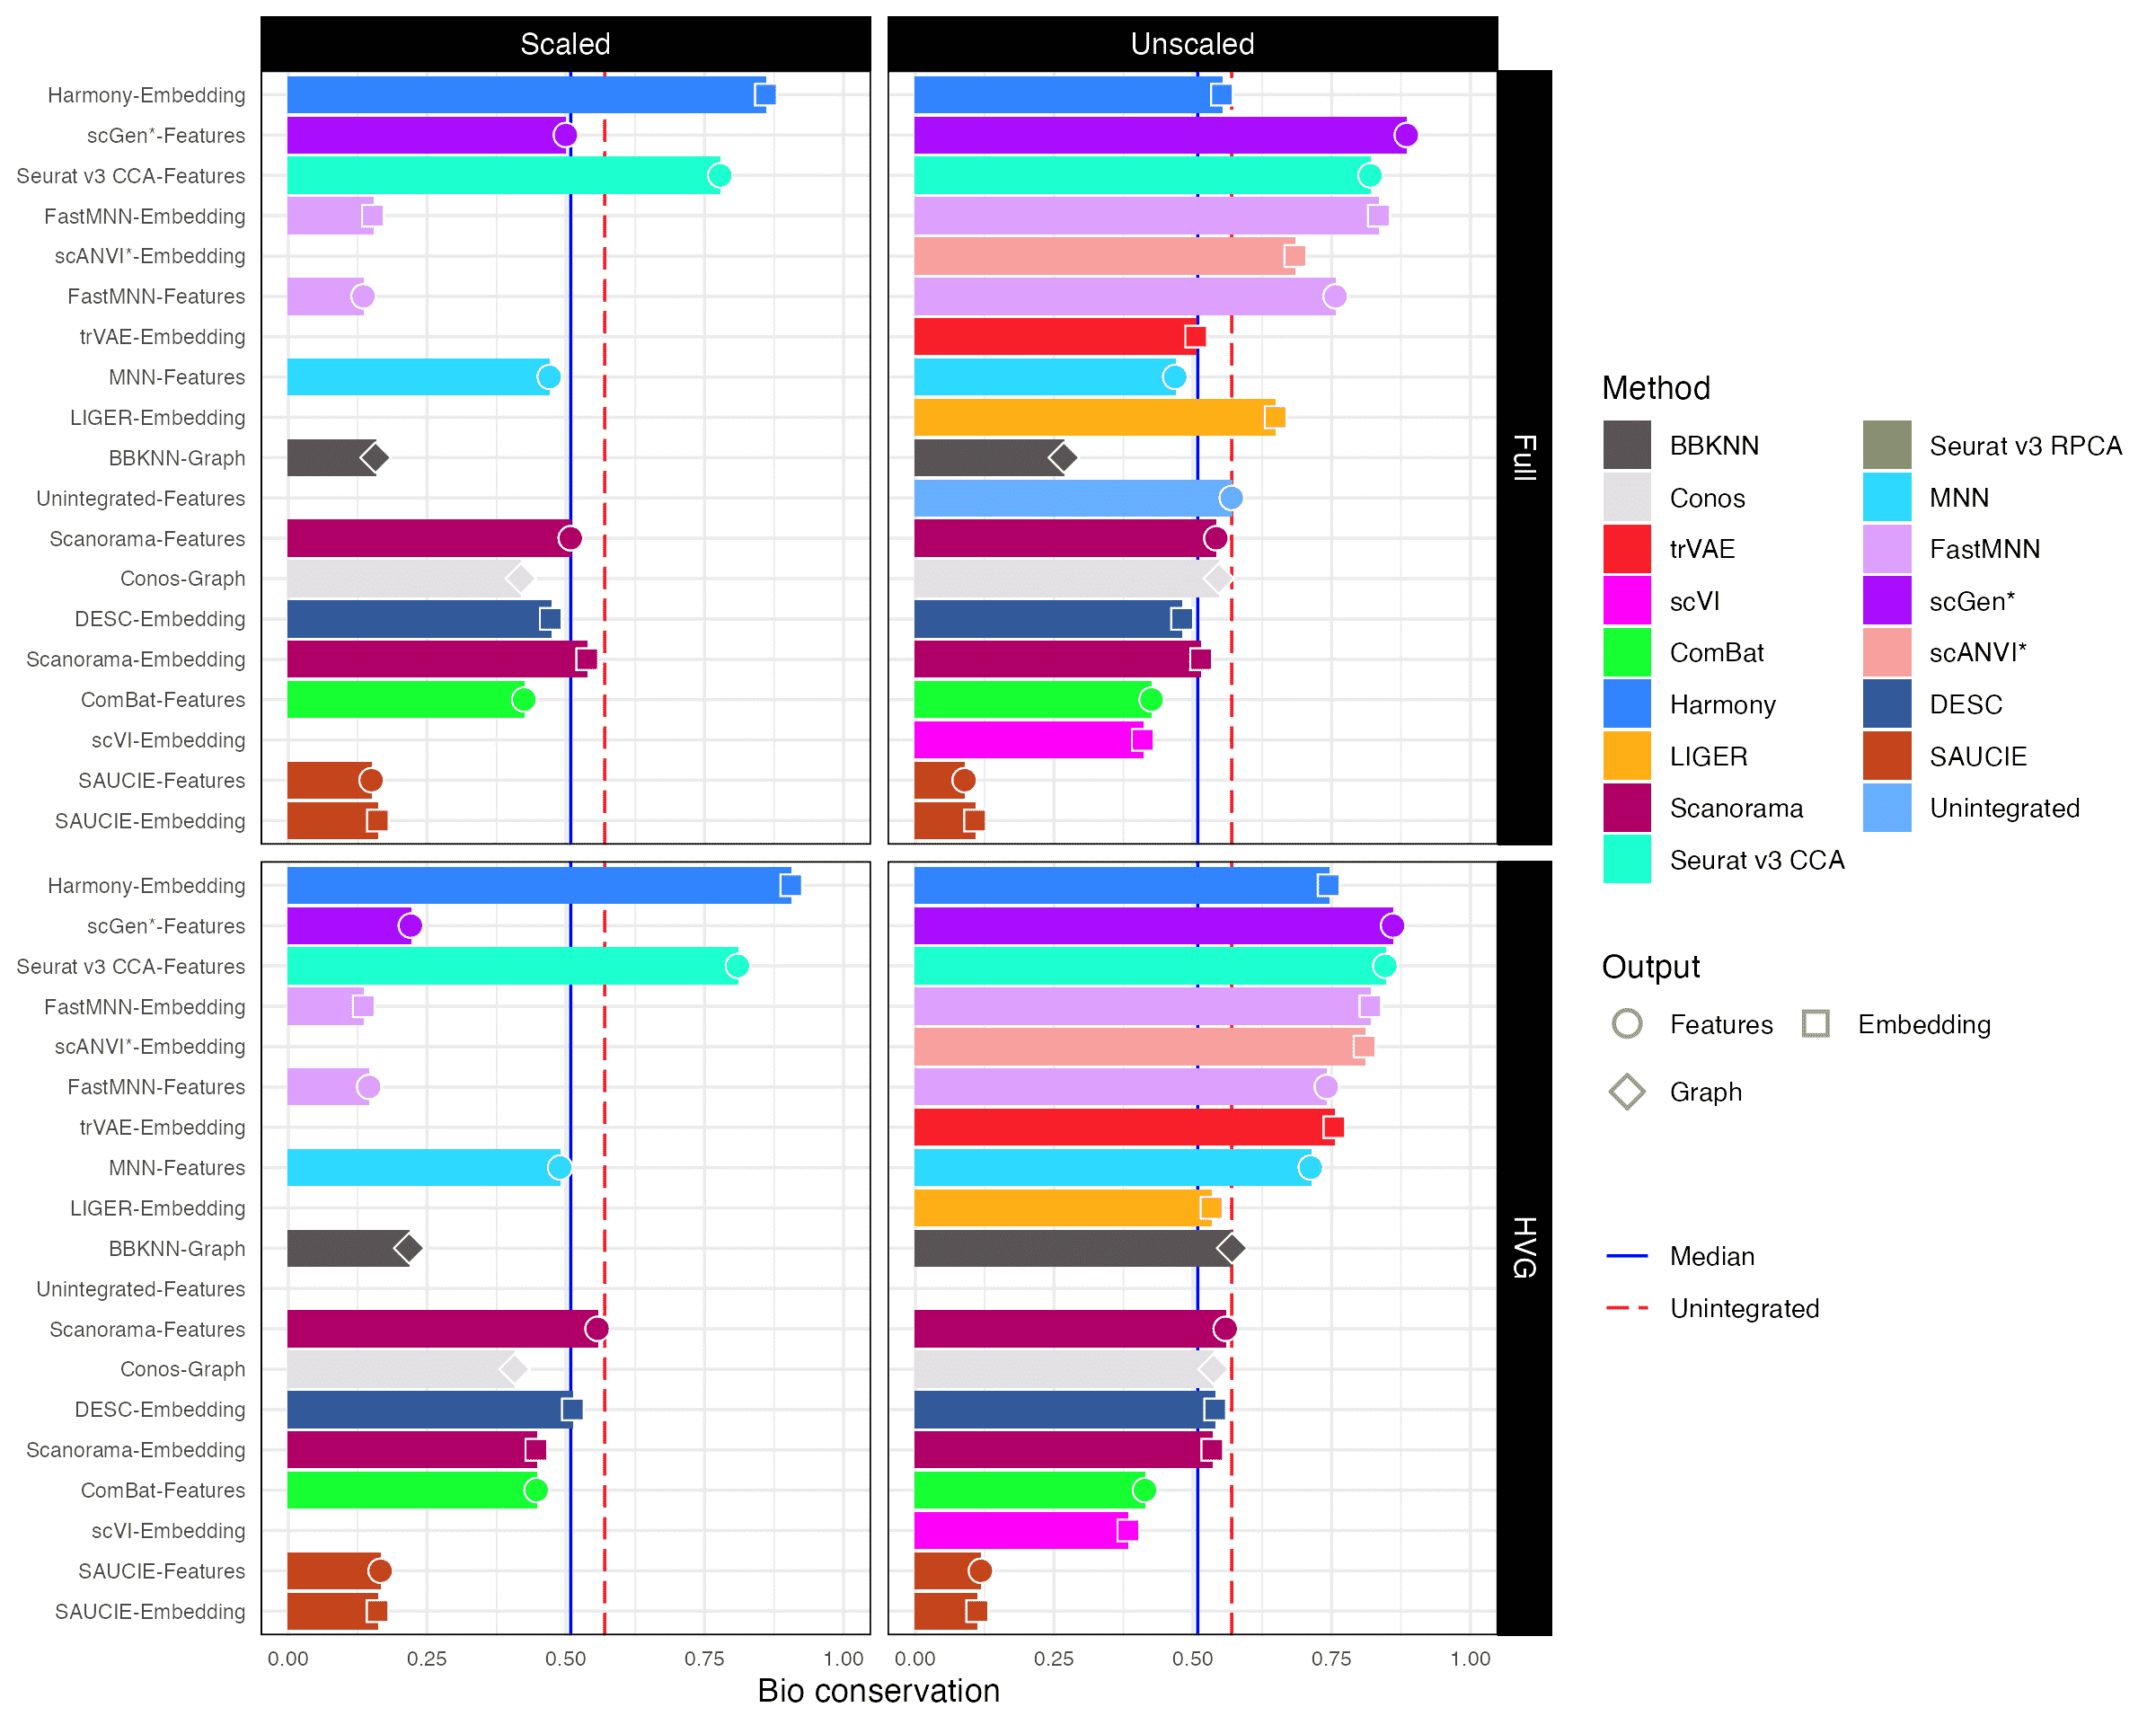 Scaled
Unscaled
Harmony-Embedding
scGen*-Features
Seurat v3 CCA-Features
FastMNN-Embedding
scANVI*-Embedding
FastMNN-Features
trVAE-Embedding
MNN-Features
LIGER-Embedding
BBKNN-Graph
Unintegrated-Features
Scanorama-Features
Conos-Graph
DESC-Embedding
Scanorama-Embedding
ComBat-Features
scVI-Embedding
SAUCIE-Features
SAUCIE-Embedding
Full
Harmony-Embedding
scGen*-Features
Seurat v3 CCA-Features
FastMNN-Embedding
scANVI*-Embedding
FastMNN-Features
trVAE-Embedding
MNN-Features
LIGER-Embedding
BBKNN-Graph
Unintegrated-Features
Scanorama-Features
Conos-Graph
DESC-Embedding
Scanorama-Embedding
ComBat-Features
scVI-Embedding
SAUCIE-Features
SAUCIE-Embedding
HVG
0.00 0.25 0.50 0.75 1.00
0.00 0.25 0.50 0.75 1.00
Bio conservation
Method
BBKNN
Conos
trVAE
scVI
ComBat
Harmony
LIGER
Scanorama
Seurat v3 CCA
Seurat v3 RPCA
MNN
FastMNN
scGen*
scANVI*
DESC
SAUCIE
Unintegrated
Output
Features
Embedding
Graph
Median
Unintegrated